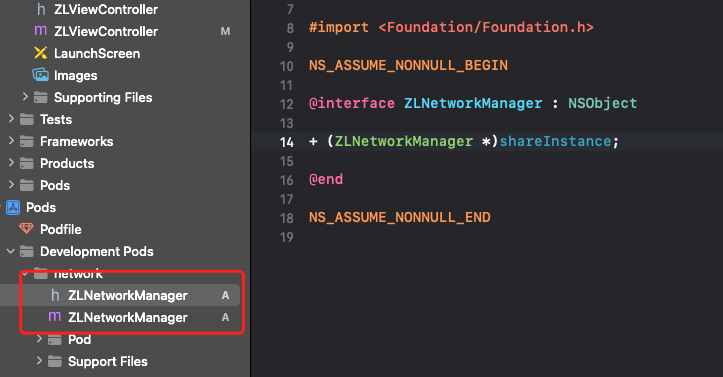 h ZLViewController
m ZLViewController M
LaunchScreen
Images
Supporting Files
Tests
Frameworks
Products
Pods
Pods
Podfile
Development Pods
network
h ZLNetworkManager A
m ZLNetworkManager A
Pod
Support Files
7
8 #import <Foundation/Foundation.h>
9
10 NS_ASSUME_NONNULL_BEGIN
11
12 @interface ZLNetworkManager : NSObject
13
14 + (ZLNetworkManager *)shareInstance;
15
16 @end
17
18 NS_ASSUME_NONNULL_END
19